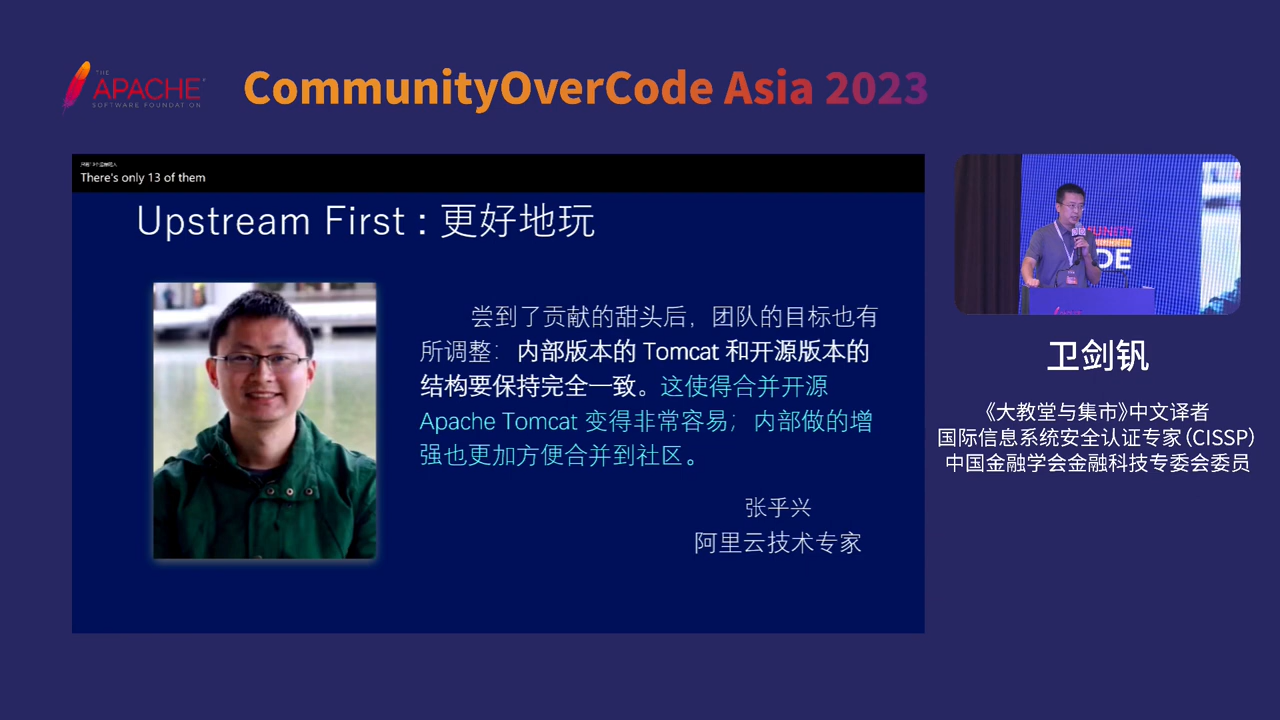 THE
APACHE
SOFTWARE FOUNDATION
CommunityOverCode Asia 2023
There's only 13 of them
Upstream First : 更好地玩
尝到了贡献的甜头后，团队的目标也有
所调整：内部版本的 Tomcat 和开源版本的
结构要保持完全一致。这使得合并开源
Apache Tomcat 变得非常容易；内部做的增
强也更加方便合并到社区。
张乎兴
阿里云技术专家
卫剑钒
《大教堂与集市》中文译者
国际信息系统安全认证专家（CISSP）
中国金融学会金融科技专委会委员